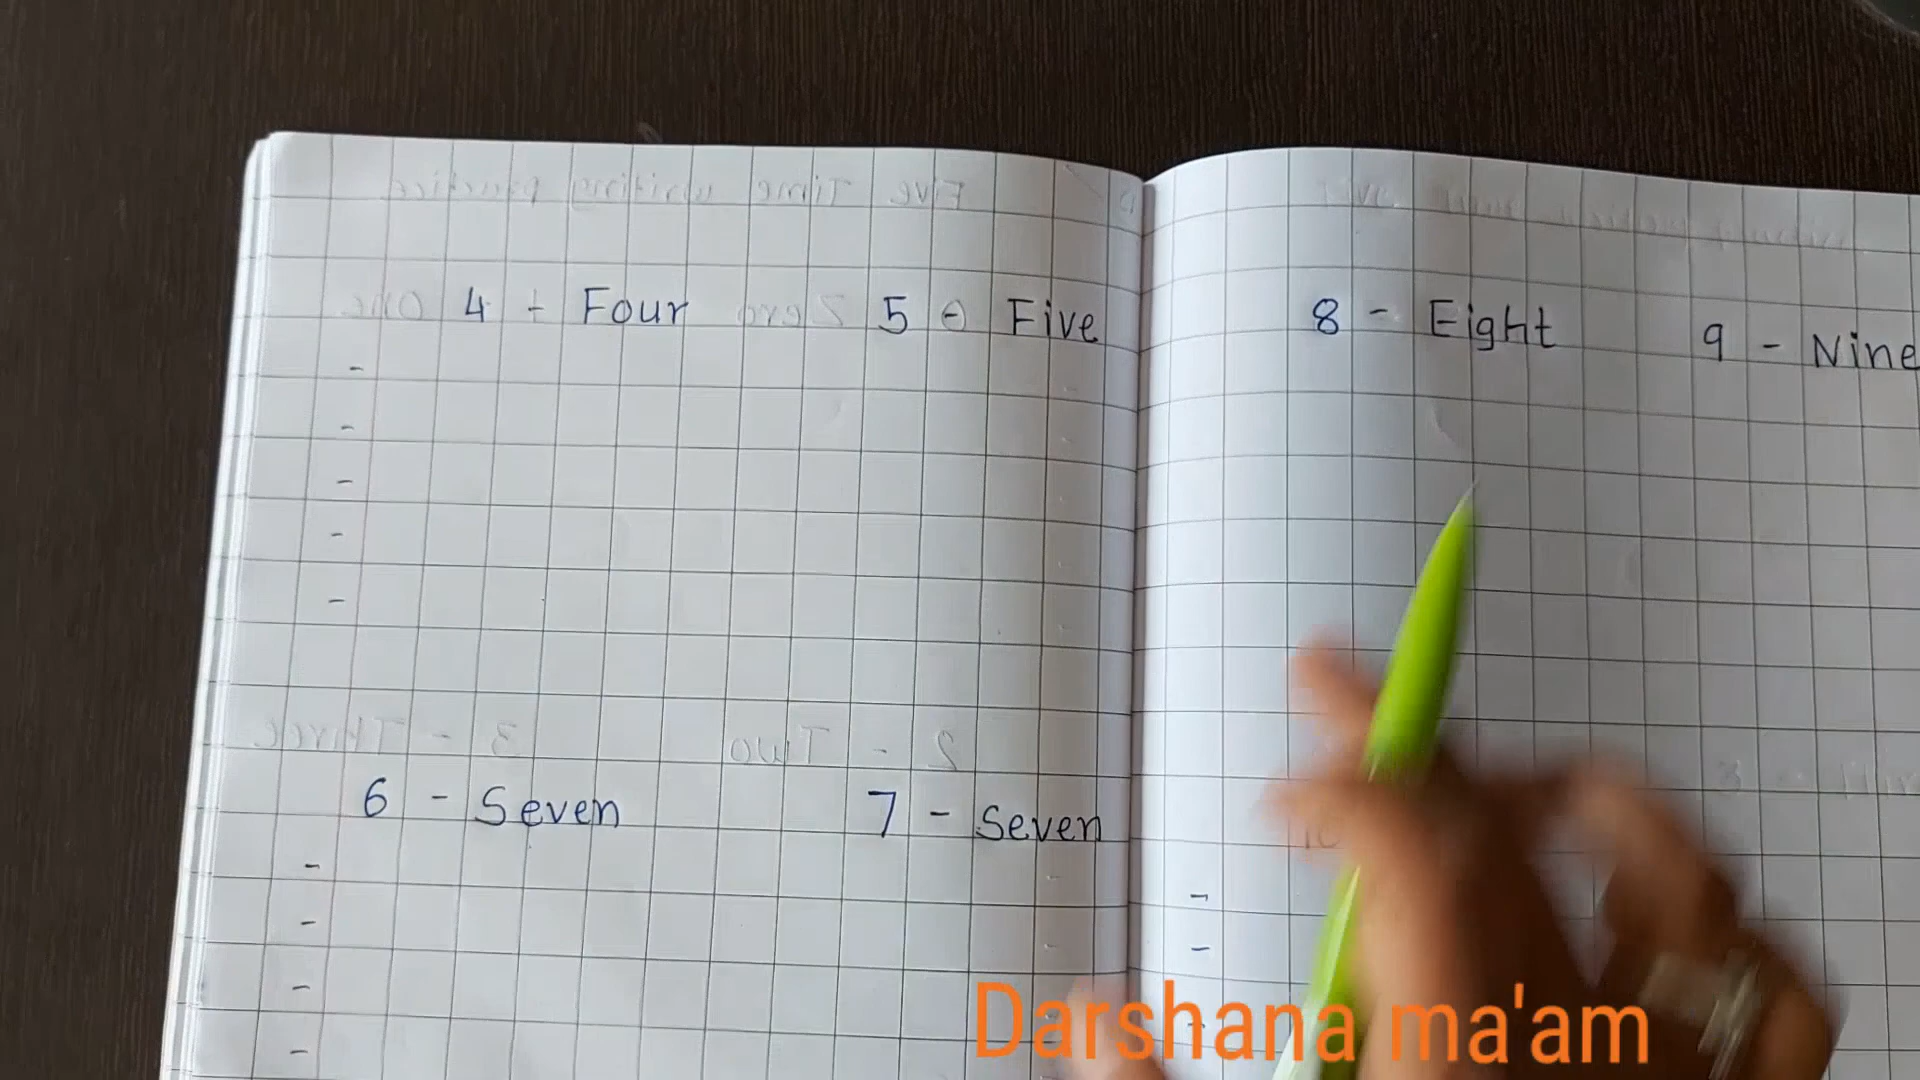 4 - Four 5 - Five
6 - Seven 7 - Seven
8 - Eight 9 - Nine
Darshana ma'am